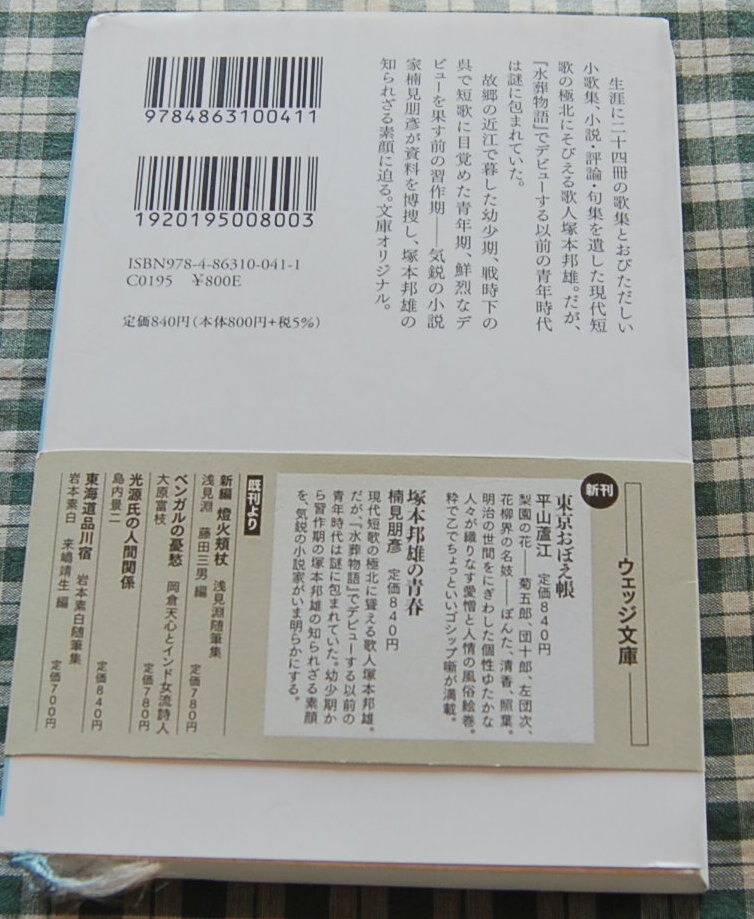 生涯に二十四冊の歌集とおびただしい
小歌集、小説・評論・句集を遺した現代短
歌の極北にそびえる歌人塚本邦雄。だが、
『水葬物語』でデビューする以前の青年時代
は謎に包まれていた。
故郷の近江で暮した幼少期、戦時下の
呉で短歌に目覚めた青年期、鮮烈なデ
ビューを果す前の習作期――気鋭の小説
家楠見朋彦が資料を博捜し、塚本邦雄の
知られざる素顔に迫る。文庫オリジナル。
9784863100411
1920195008003
ISBN978-4-86310-041-1
C0195 ¥800E
定価840円(本体800円+税5%)
ウェッジ文庫
新刊
東京おぼえ帳
平山蘆江 定価840円
梨園の花――菊五郎、団十郎、左団次、
花柳界の名妓――ぽんた、清香、照葉。
明治の世間をにぎわした個性ゆたかな
人々が織りなす愛憎と人情の風俗絵巻。
粋で乙でちょっといいゴシップ噺が満載。
塚本邦雄の青春
楠見朋彦 定価840円
現代短歌の極北に聳える歌人塚本邦雄。
だが、『水葬物語』でデビューする以前の
青年時代は謎に包まれていた。幼少期か
ら習作期の塚本邦雄の知られざる素顔
を、気鋭の小説家がいま明らかにする。
既刊より
新編 燈火頬杖 浅見淵随筆集
浅見淵 藤田三男 編 定価780円
ベンガルの憂愁 岡倉天心とインド女流詩人
大原富枝 定価780円
光源氏の人間関係
島内景二 定価840円
東海道品川宿 岩本素白随筆集
岩本素白 来嶋靖生 編 定価700円